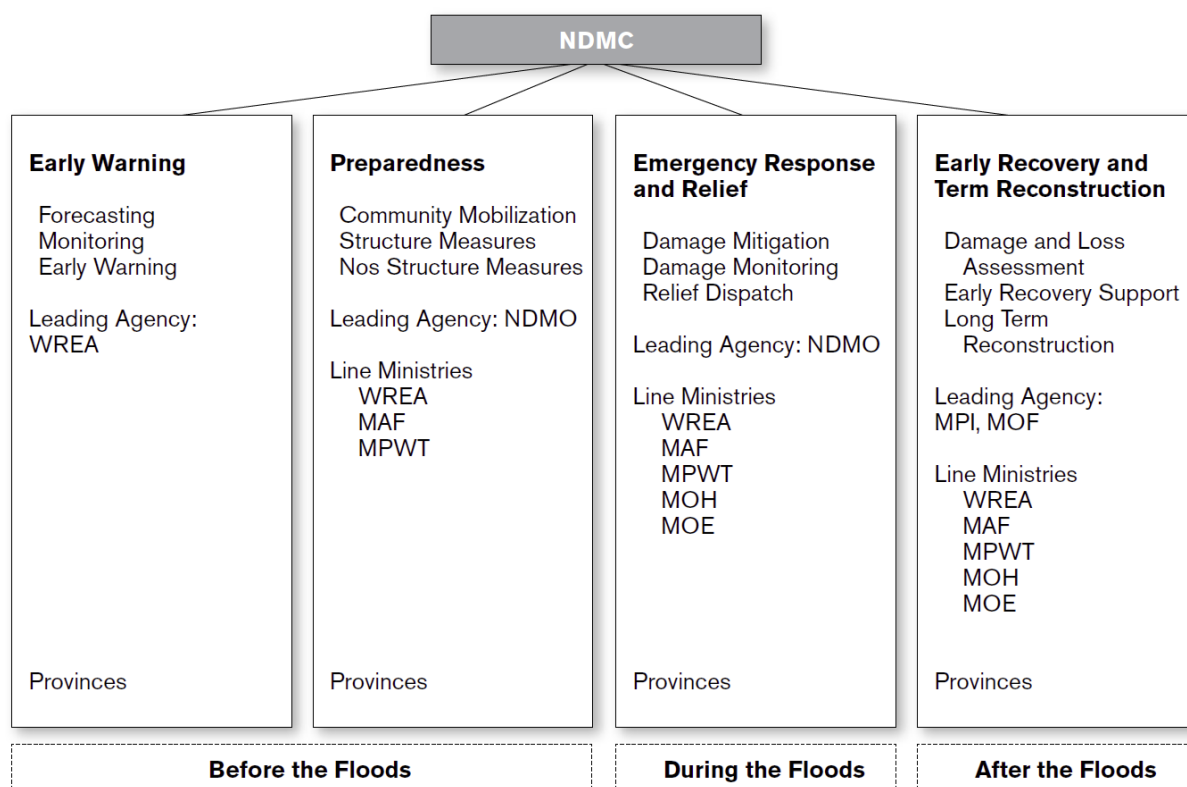 NDMC
Early Warning
Forecasting
Monitoring
Early Warning
Leading Agency:
WREA
Provinces
Preparedness
Community Mobilization
Structure Measures
Nos Structure Measures
Leading Agency: NDMO
Line Ministries
WREA
MAF
MPWT
Provinces
Emergency Response
and Relief
Damage Mitigation
Damage Monitoring
Relief Dispatch
Leading Agency: NDMO
Line Ministries
WREA
MAF
MPWT
MOH
MOE
Provinces
Early Recovery and
Term Reconstruction
Damage and Loss
Assessment
Early Recovery Support
Long Term
Reconstruction
Leading Agency:
MPI, MOF
Line Ministries
WREA
MAF
MPWT
MOH
MOE
Provinces
Before the Floods
During the Floods
After the Floods